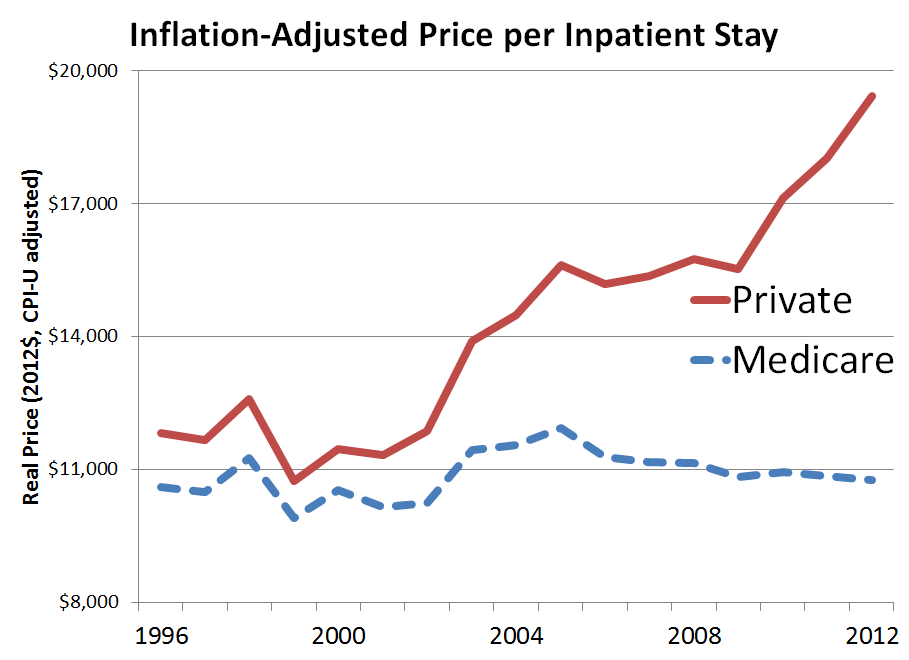 Inflation-Adjusted Price per Inpatient Stay
Real Price (2012$, CPI-U adjusted)
$20,000
$17,000
$14,000
$11,000
$8,000
Private
Medicare
1996 2000 2004 2008 2012